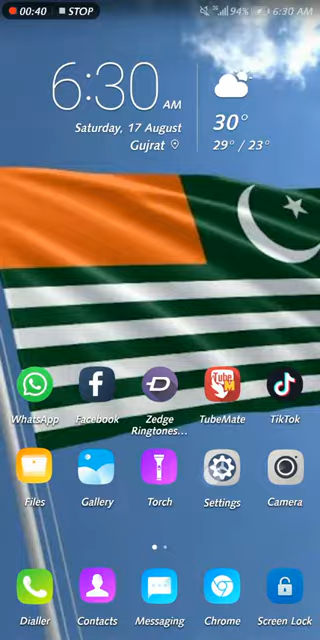 00:40 STOP
94% 6:30 AM
6:30 AM
Saturday, 17 August
Gujrat
30°
29° / 23°
WhatsApp Facebook Zedge Ringtones... TubeMate TikTok
Tube M
Files Gallery Torch Settings Camera
Dialler Contacts Messaging Chrome Screen Lock